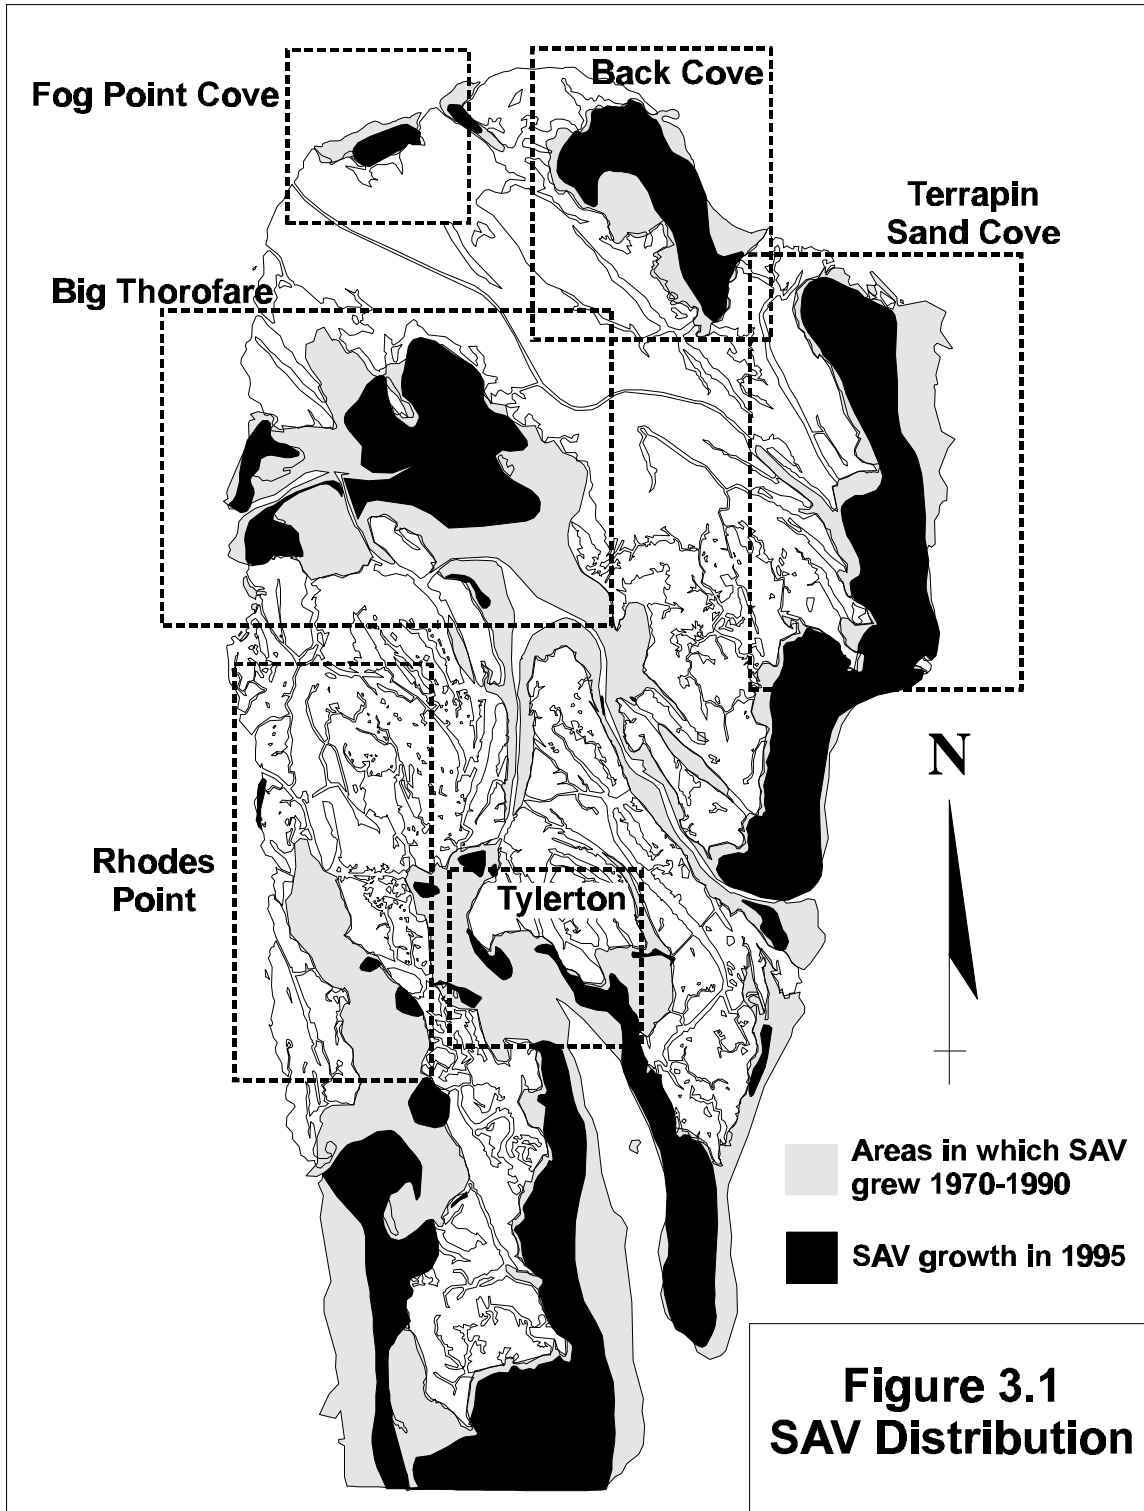 Back Cove
Fog Point Cove
Terrapin
Sand Cove
Big Thorofare
N
Rhodes
Point
Tylerton
Areas in which SAV
grew 1970-1990
SAV growth in 1995
Figure 3.1
SAV Distribution